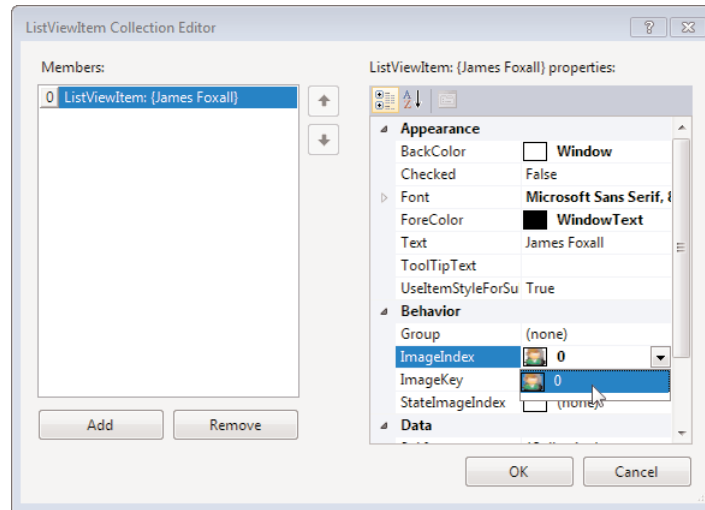 ListViewItem Collection Editor
Members:
0 ListViewItem: {James Foxall}
Add
Remove
ListViewItem: {James Foxall} properties:
Appearance
BackColor Window
Checked False
Font Microsoft Sans Serif, 8
ForeColor WindowText
Text James Foxall
ToolTipText
UseItemStyleForSu True
Behavior
Group (none)
ImageIndex 0
ImageKey 0
StateImageIndex (none)
Data
OK
Cancel